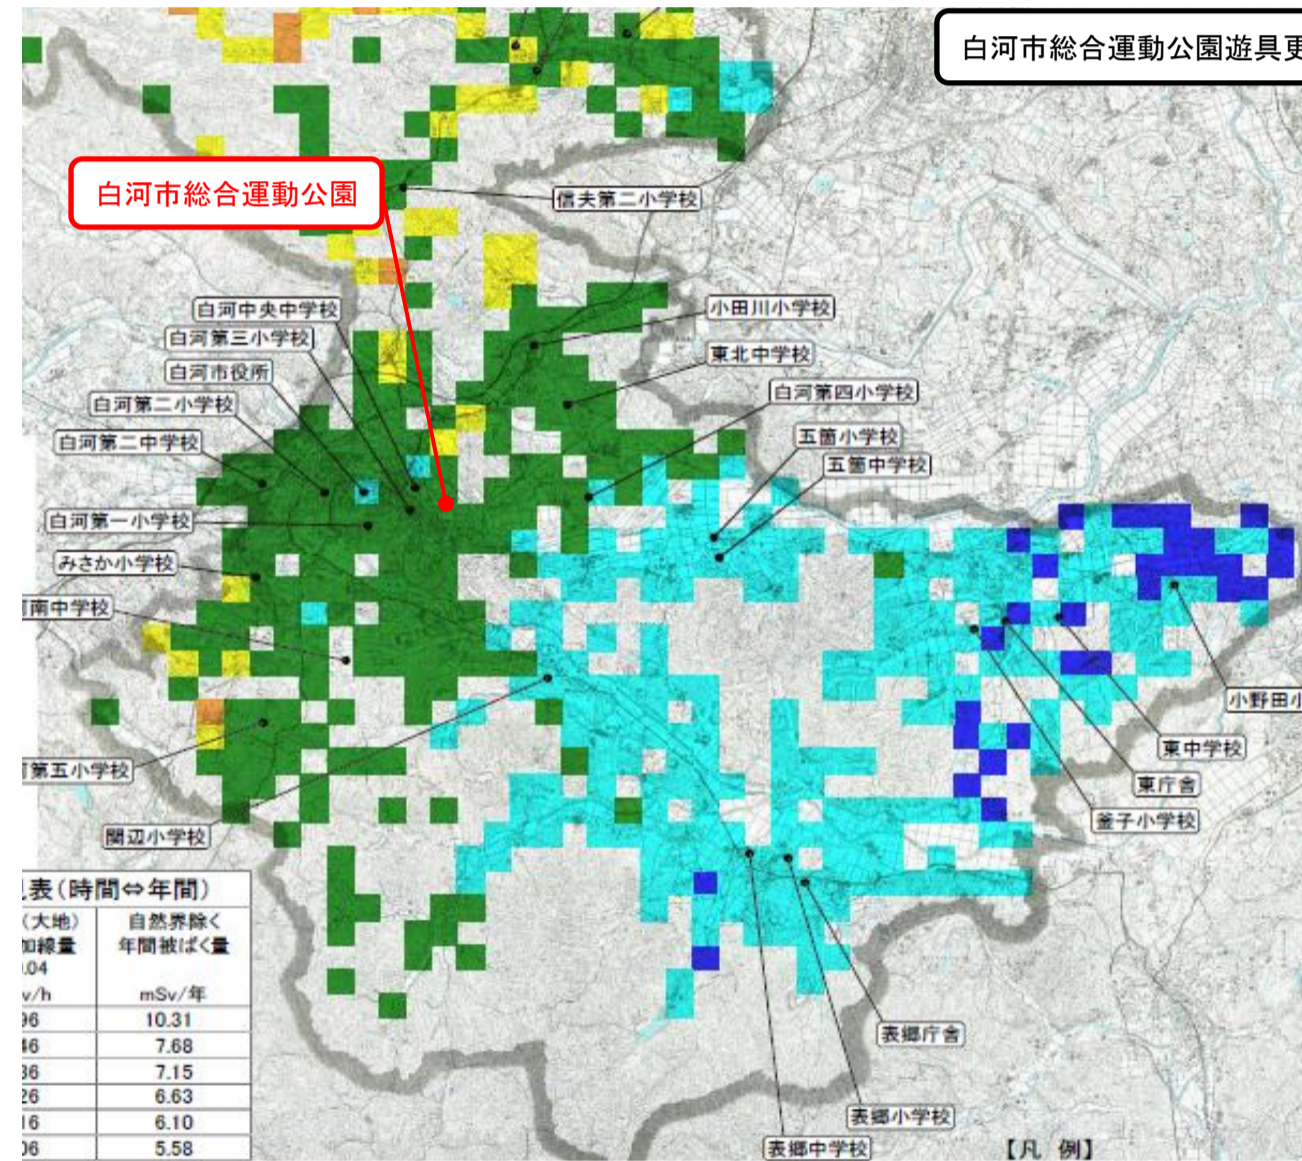 白河市総合運動公園遊具更
白河市総合運動公園
信夫第二小学校
白河中央中学校
小田川小学校
白河第三小学校
東北中学校
白河市役所
白河第四小学校
白河第二小学校
五箇小学校
白河第二中学校
五箇中学校
白河第一小学校
みさか小学校
南中学校
小野田小
東中学校
第五小学校
東庁舎
釜子小学校
関辺小学校
表郷庁舎
表郷小学校
表郷中学校
【凡 例】
表(時間⇔年間)
(大地)
自然界除く
加線量
年間被ばく量
.04
v/h
mSv/年
96
10.31
46
7.68
36
7.15
26
6.63
16
6.10
06
5.58